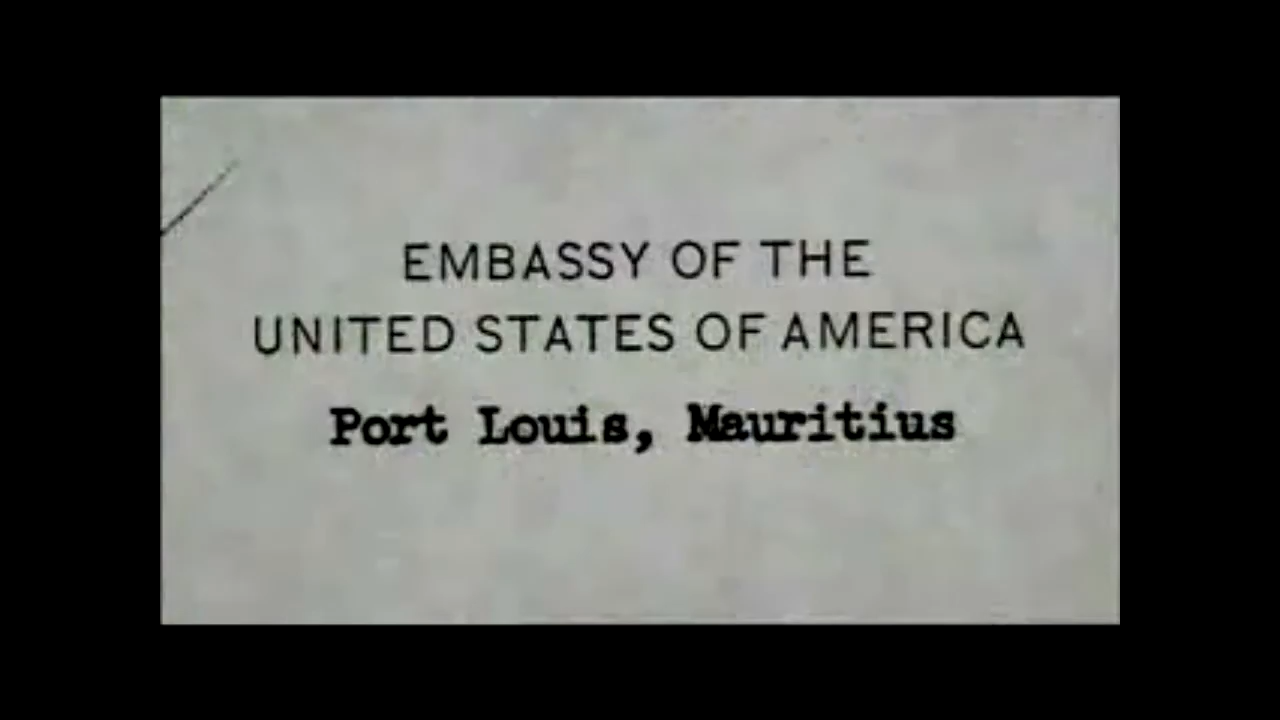 EMBASSY OF THE
UNITED STATES OF AMERICA
Port Louis, Mauritius